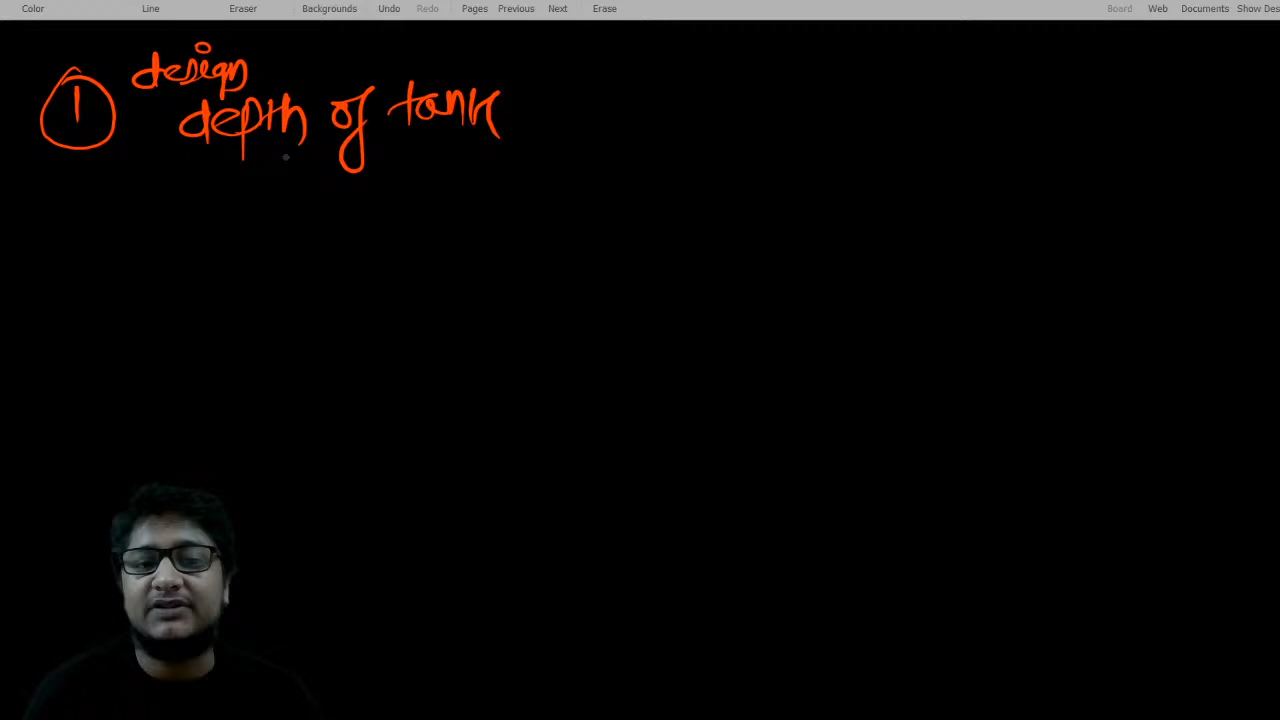 Color Line Eraser Backgrounds Undo Redo Pages Previous Next Erase Board Web Documents Show Des
1 design
depth of tank